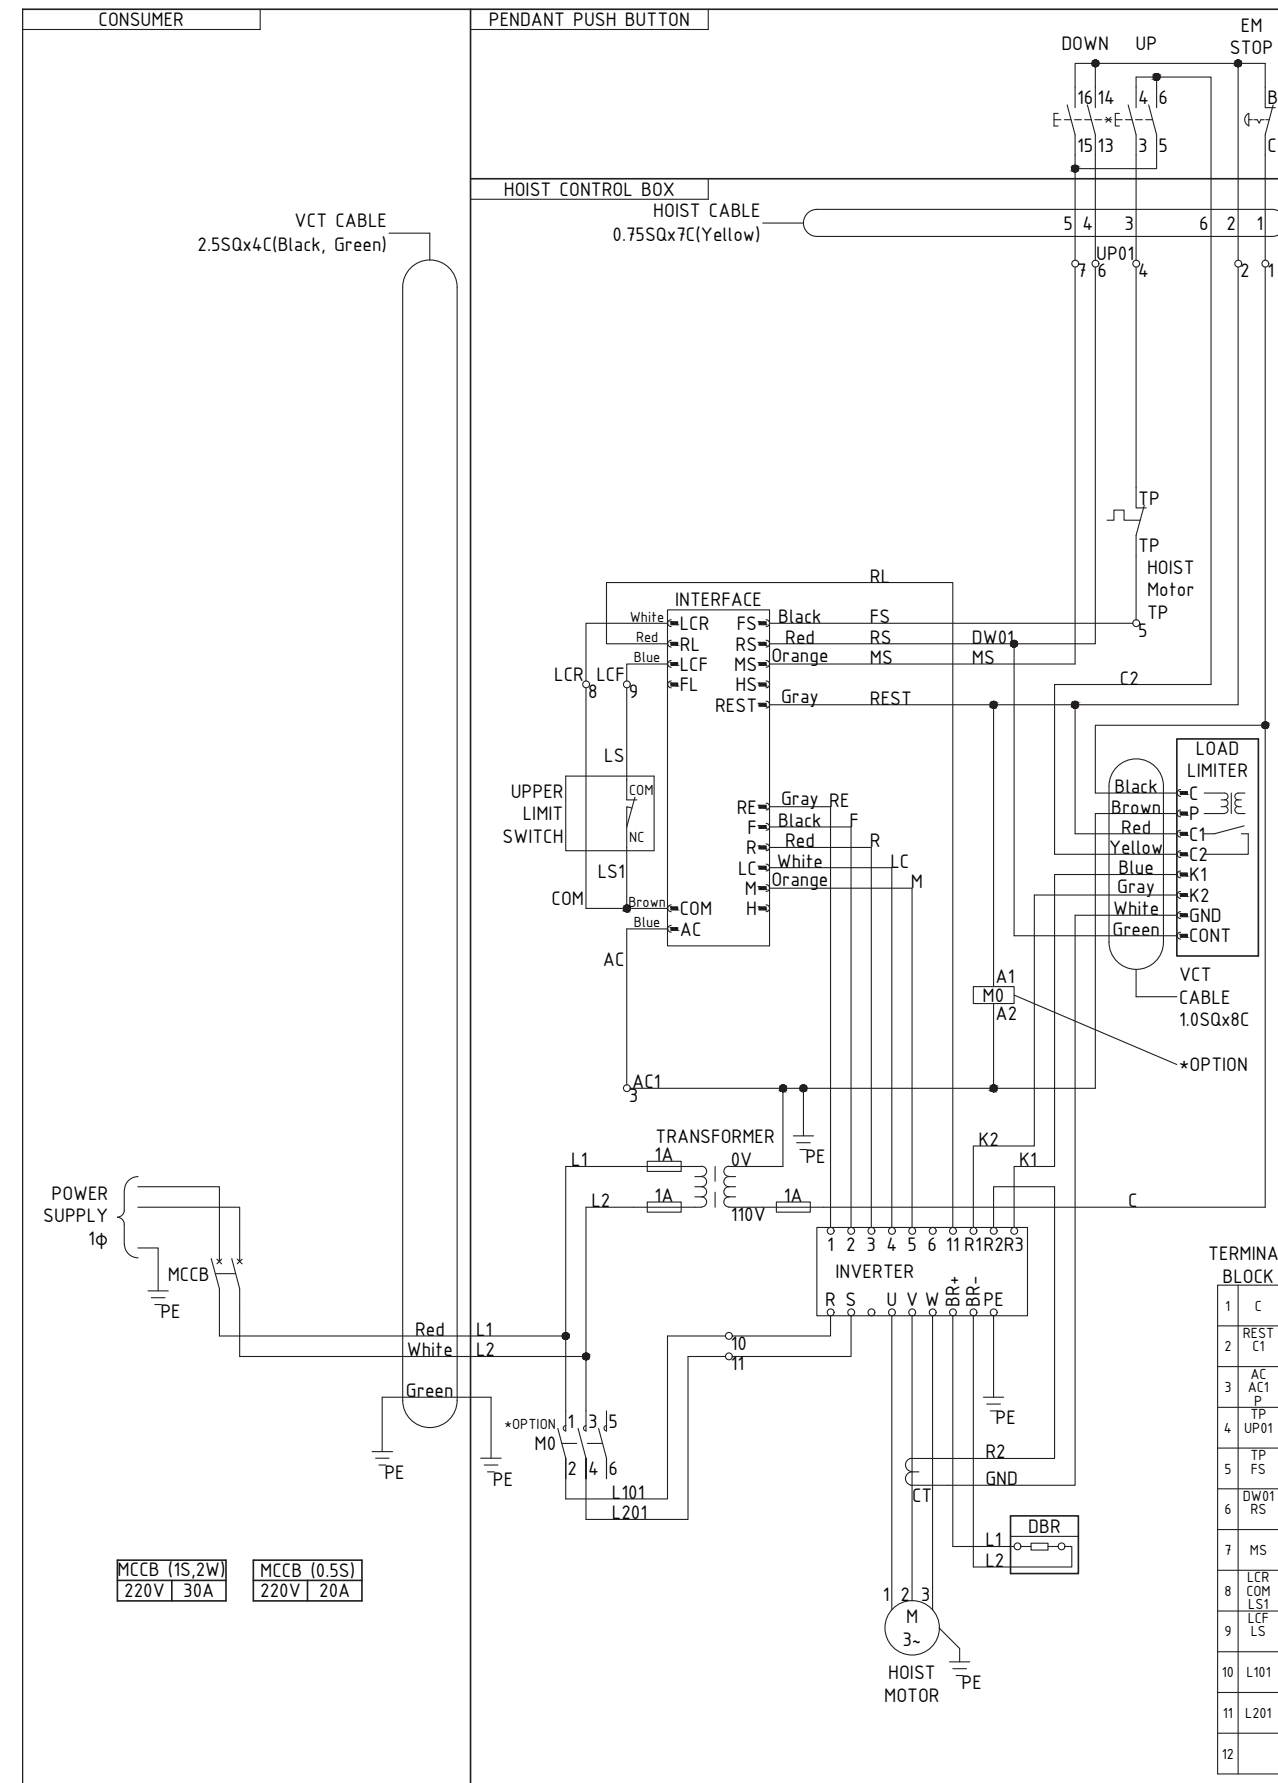 CONSUMER
PENDANT PUSH BUTTON
EM
STOP
DOWN UP
16 14 4 6 B
15 13 3 5 C
HOIST CONTROL BOX
HOIST CABLE
0.75SQx7C(Yellow)
5 4 3 6 2 1
VCT CABLE
2.5SQx4C(Black, Green)
UP01
7 6 4 2 1
TP
TP
HOIST
Motor
TP
5
RL
INTERFACE
White LCR FS Black FS
Red RL RS Red RS DW01
Blue LCF MS Orange MS MS
FL HS
REST Gray REST
LCR LCF
8 9
C2
LS
LOAD
LIMITER
UPPER
LIMIT
SWITCH
COM
NC
LS1
COM
RE Gray RE
F Black F
R Red R
LC White LC
M Orange M
H
Brown COM
Blue AC
AC
Black C
Brown P
Red C1
Yellow C2
Blue K1
Gray K2
White GND
Green CONT
VCT
CABLE
1.0SQx8C
A1
M0
A2
*OPTION
AC1
3
PE
TRANSFORMER
L1 1A 0V
L2 1A 110V 1A
K2
K1
C
POWER
SUPPLY
1ϕ
MCCB
PE
1 2 3 4 5 6 11 R1 R2 R3
INVERTER
R S U V W BR+ BR- PE
Red L1
White L2
Green
PE
PE
10
11
*OPTION
M0
1 3 5
2 4 6
L101
L201
PE
R2
GND
CT
DBR
L1
L2
1 2 3
M
3~
PE
HOIST
MOTOR
MCCB (1S,2W)
220V 30A
MCCB (0.5S)
220V 20A
TERMINA
BLOCK
1 C
2 REST
C1
3 AC
AC1
P
4 TP
UP01
5 TP
FS
6 DW01
RS
7 MS
8 LCR
COM
LS1
9 LCF
LS
10 L101
11 L201
12